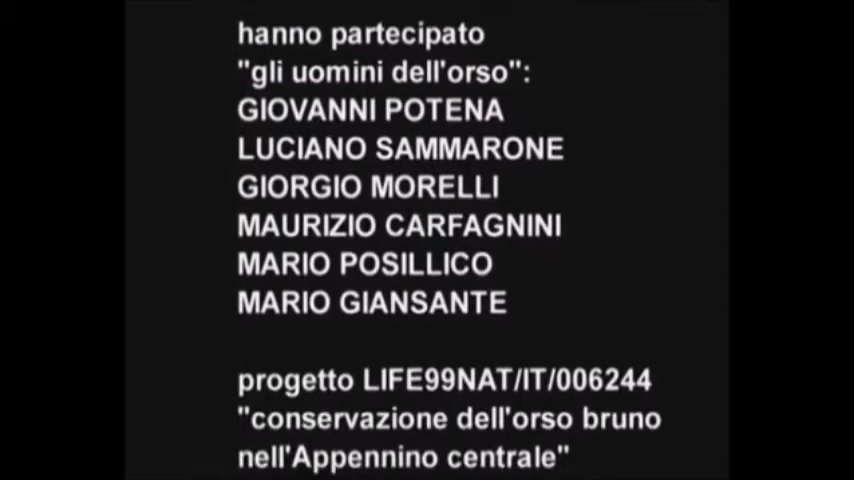 hanno partecipato
"gli uomini dell'orso":
GIOVANNI POTENA
LUCIANO SAMMARONE
GIORGIO MORELLI
MAURIZIO CARFAGNINI
MARIO POSILLICO
MARIO GIANSANTE
progetto LIFE99NAT/IT/006244
"conservazione dell'orso bruno
nell'Appennino centrale"